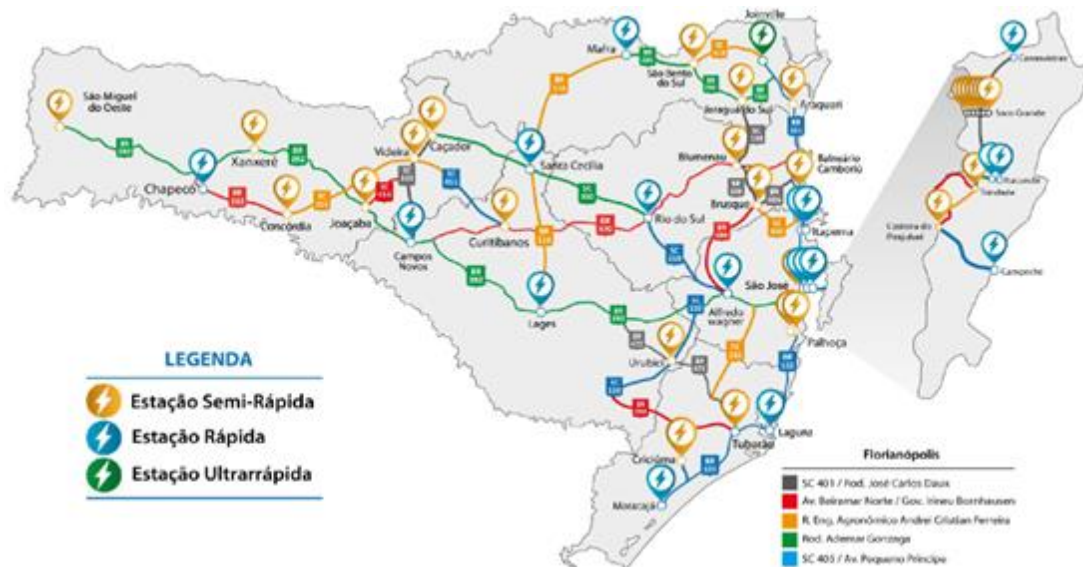 Joinville
Mafra
São Bento
do Sul
Canasvieiras
São Miguel
do Oeste
Jaraguá do Sul
Araquari
Saco Grande
Videira
Caçador
Xanxerê
Santa Cecília
Blumenau
Balneário
Camboriú
Chapecó
Brusque
Itacorubi
Trindade
Concórdia
Joaçaba
Rio do Sul
Itapema
Curitibanos
Campos
Novos
Costeira do
Pirajubaé
São José
Campeche
Lages
Alfredo
wagner
Palhoça
Urubici
LEGENDA
Estação Semi-Rápida
Estação Rápida
Estação Ultrarrápida
Laguna
Tubarão
Criciúma
Maracajá
Florianópolis
SC 401 / Rod. José Carlos Daux
Av. Beiramar Norte / Gov. Irineu Bornhausen
R. Eng. Agronômico Andrei Cristian Ferreira
Rod. Ademar Gonzaga
SC 405 / Av. Pequeno Príncipe